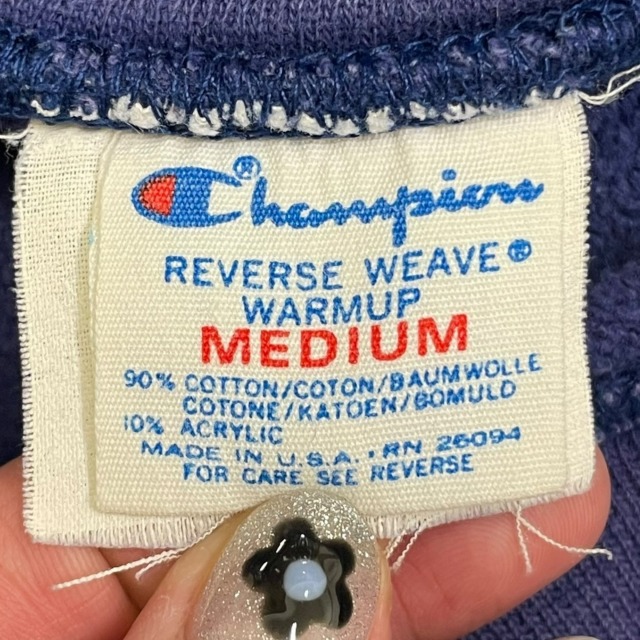 Champion®
REVERSE WEAVE®
WARMUP
MEDIUM
90% COTTON/COTON/BAUMWOLLE
COTONE/KATOEN/BOMULD
10% ACRYLIC
MADE IN U.S.A. · RN 26094
FOR CARE SEE REVERSE